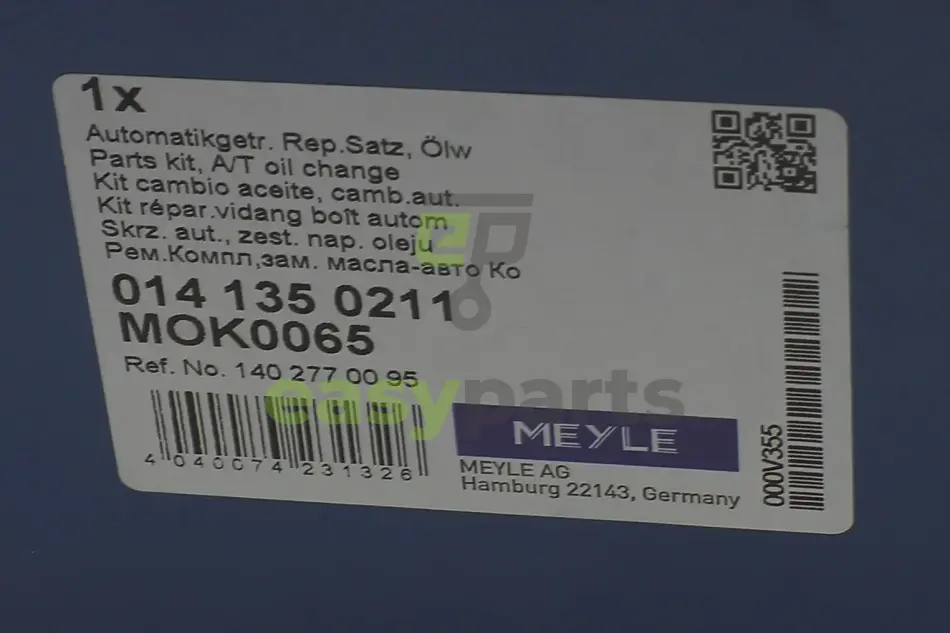 1x
Automatikgetr. Rep.Satz, Ölw
Parts kit, A/T oil change
Kit cambio aceite, camb.aut.
Kit répar.vidang boît autom
Skrz. aut., zest. nap. oleju
Рем.Компл,зам. масла-авто Ко
014 135 0211
MOK0065
Ref. No. 140 277 00 95
4 040074 231326
ep
easyparts
MEYLE
MEYLE AG
Hamburg 22143, Germany
000V355